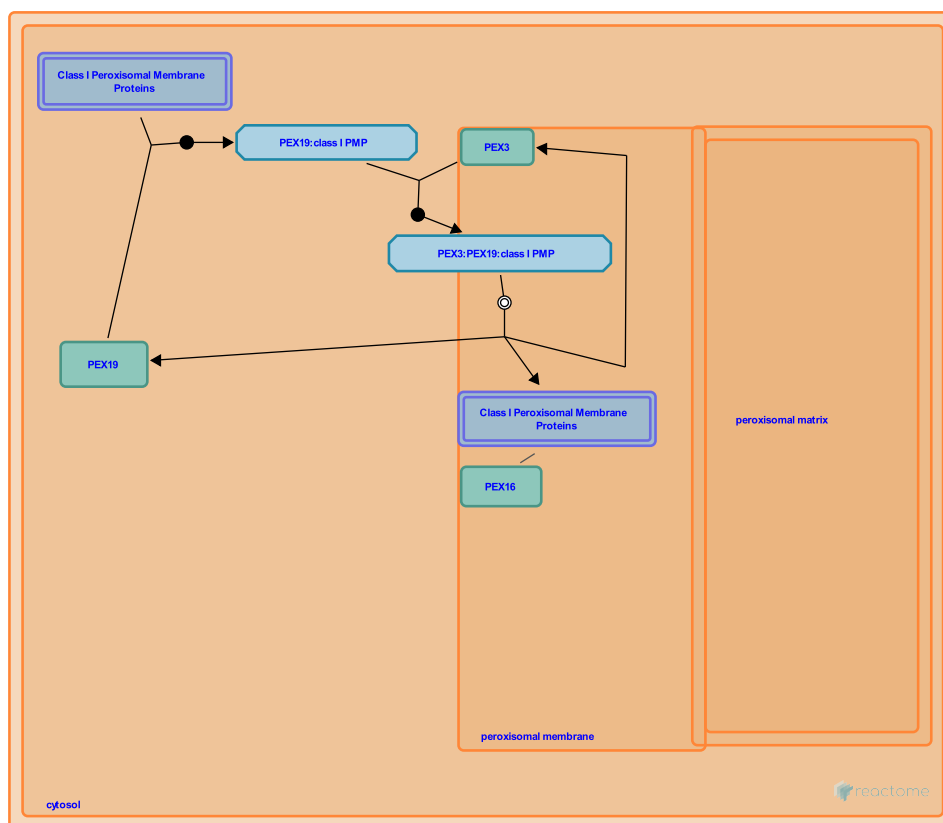 Class I Peroxisomal Membrane
Proteins
PEX19:class I PMP
PEX3
PEX3:PEX19:class I PMP
PEX19
Class I Peroxisomal Membrane
Proteins
peroxisomal matrix
PEX16
peroxisomal membrane
reactome
cytosol